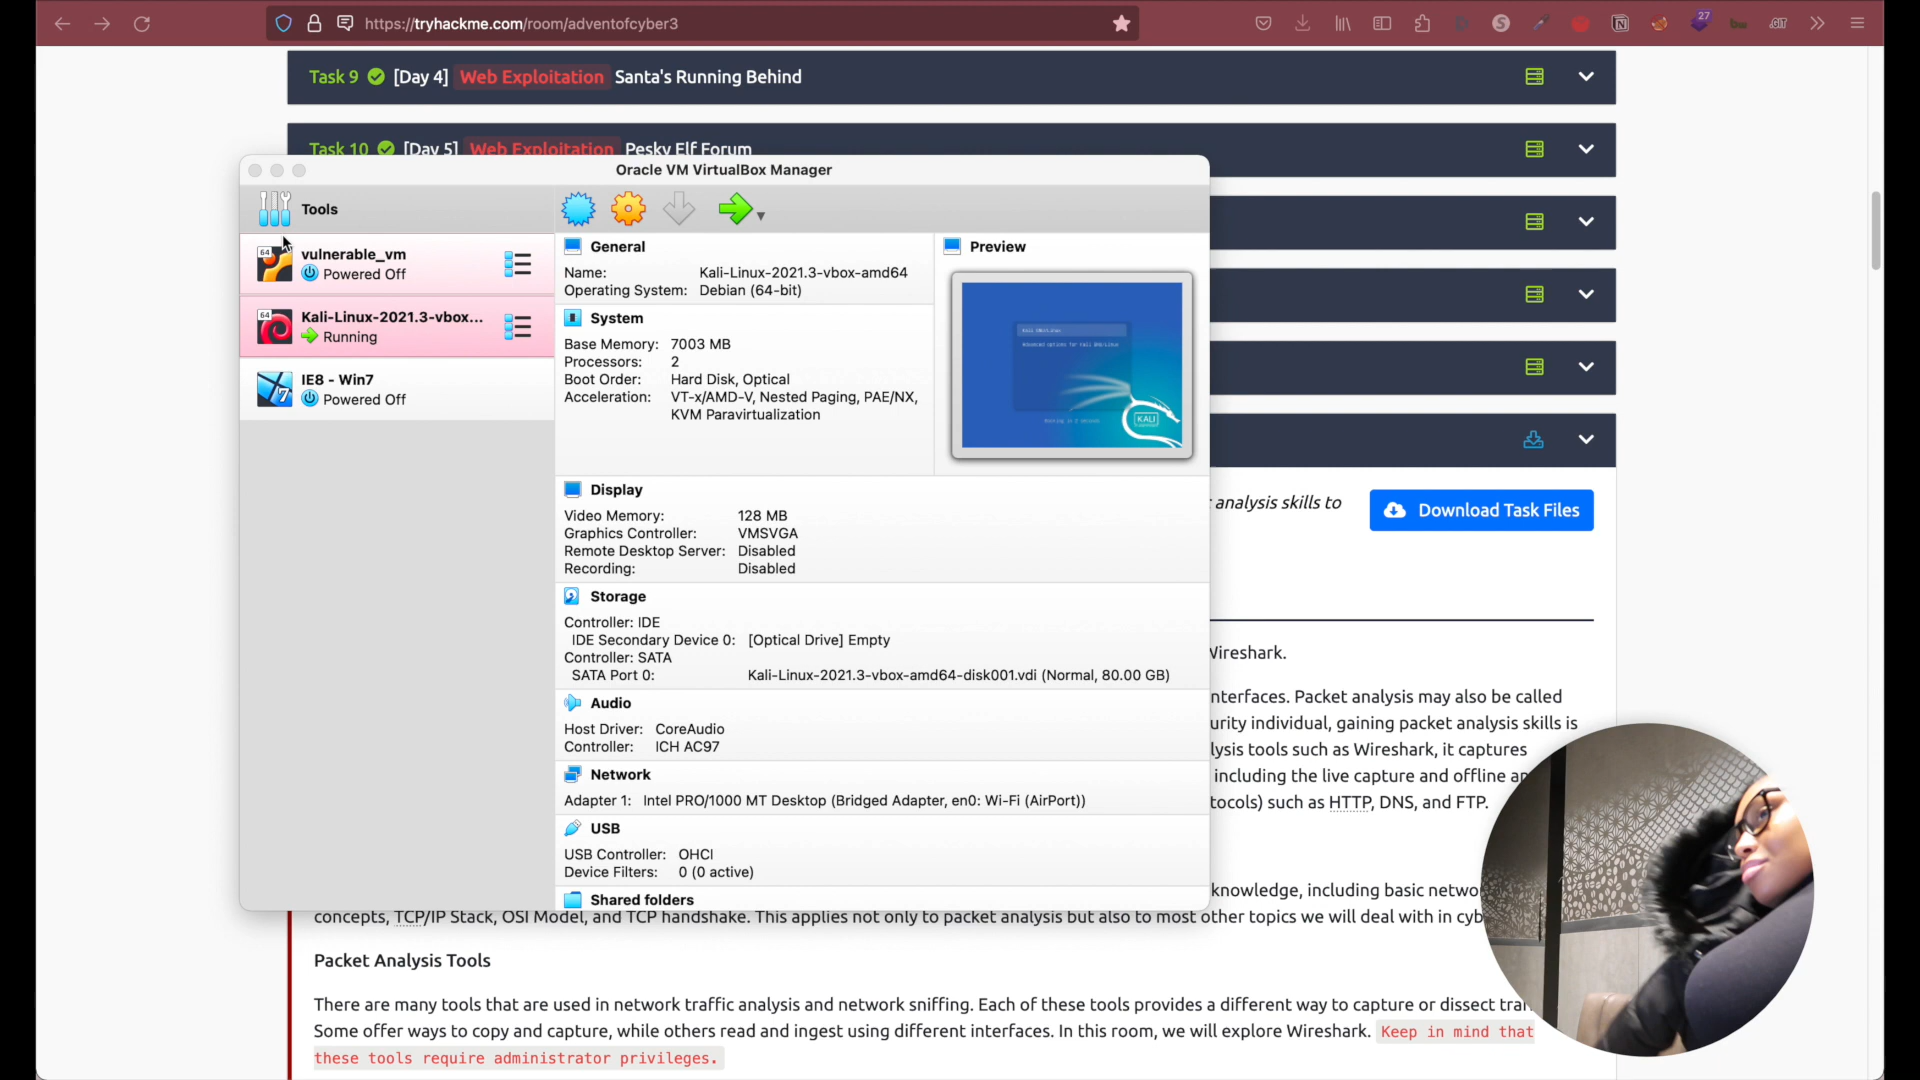 https://tryhackme.com/room/adventofcyber3
27
Task 9 [Day 4] Web Exploitation Santa's Running Behind
Task 10 [Day 5] Web Exploitation Pesky Elf Forum
Oracle VM VirtualBox Manager
Tools
64
vulnerable_vm
Powered Off
64
Kali-Linux-2021.3-vbox...
Running
IE8 - Win7
Powered Off
General
Name: Kali-Linux-2021.3-vbox-amd64
Operating System: Debian (64-bit)
System
Base Memory: 7003 MB
Processors: 2
Boot Order: Hard Disk, Optical
Acceleration: VT-x/AMD-V, Nested Paging, PAE/NX,
KVM Paravirtualization
Preview
KALI
Display
Video Memory: 128 MB
Graphics Controller: VMSVGA
Remote Desktop Server: Disabled
Recording: Disabled
Storage
Controller: IDE
IDE Secondary Device 0: [Optical Drive] Empty
Controller: SATA
SATA Port 0: Kali-Linux-2021.3-vbox-amd64-disk001.vdi (Normal, 80.00 GB)
Audio
Host Driver: CoreAudio
Controller: ICH AC97
Network
Adapter 1: Intel PRO/1000 MT Desktop (Bridged Adapter, en0: Wi-Fi (AirPort))
USB
USB Controller: OHCI
Device Filters: 0 (0 active)
Shared folders
analysis skills to
Download Task Files
Wireshark.
nterfaces. Packet analysis may also be called
urity individual, gaining packet analysis skills is
lysis tools such as Wireshark, it captures
including the live capture and offline an
tocols) such as HTTP, DNS, and FTP.
knowledge, including basic netwo
concepts, TCP/IP Stack, OSI Model, and TCP handshake. This applies not only to packet analysis but also to most other topics we will deal with in cyb
Packet Analysis Tools
There are many tools that are used in network traffic analysis and network sniffing. Each of these tools provides a different way to capture or dissect tra
Some offer ways to copy and capture, while others read and ingest using different interfaces. In this room, we will explore Wireshark. Keep in mind that
these tools require administrator privileges.